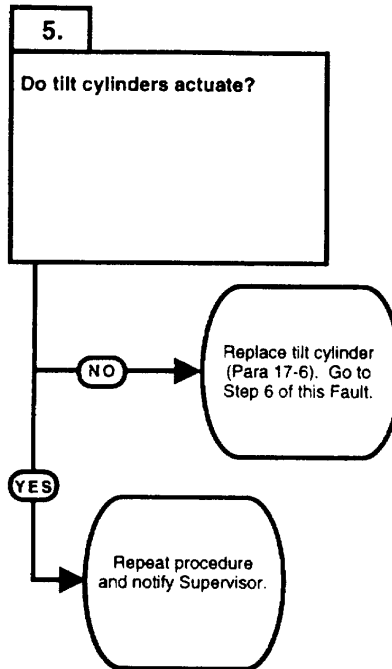 5.
Do tilt cylinders actuate?
NO
Replace tilt cylinder
(Para 17-6). Go to
Step 6 of this Fault.
YES
Repeat procedure
and notify Supervisor.